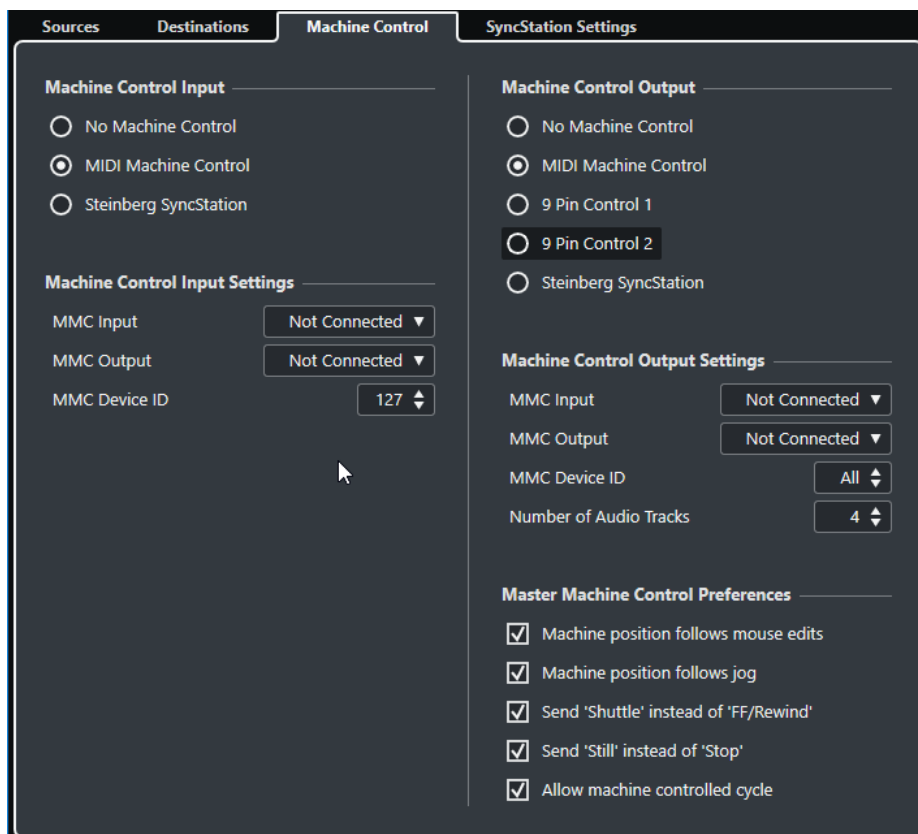 Sources Destinations Machine Control SyncStation Settings
Machine Control Input
No Machine Control
MIDI Machine Control
Steinberg SyncStation
Machine Control Input Settings
MMC Input Not Connected
MMC Output Not Connected
MMC Device ID 127
Machine Control Output
No Machine Control
MIDI Machine Control
9 Pin Control 1
9 Pin Control 2
Steinberg SyncStation
Machine Control Output Settings
MMC Input Not Connected
MMC Output Not Connected
MMC Device ID All
Number of Audio Tracks 4
Master Machine Control Preferences
Machine position follows mouse edits
Machine position follows jog
Send 'Shuttle' instead of 'FF/Rewind'
Send 'Still' instead of 'Stop'
Allow machine controlled cycle